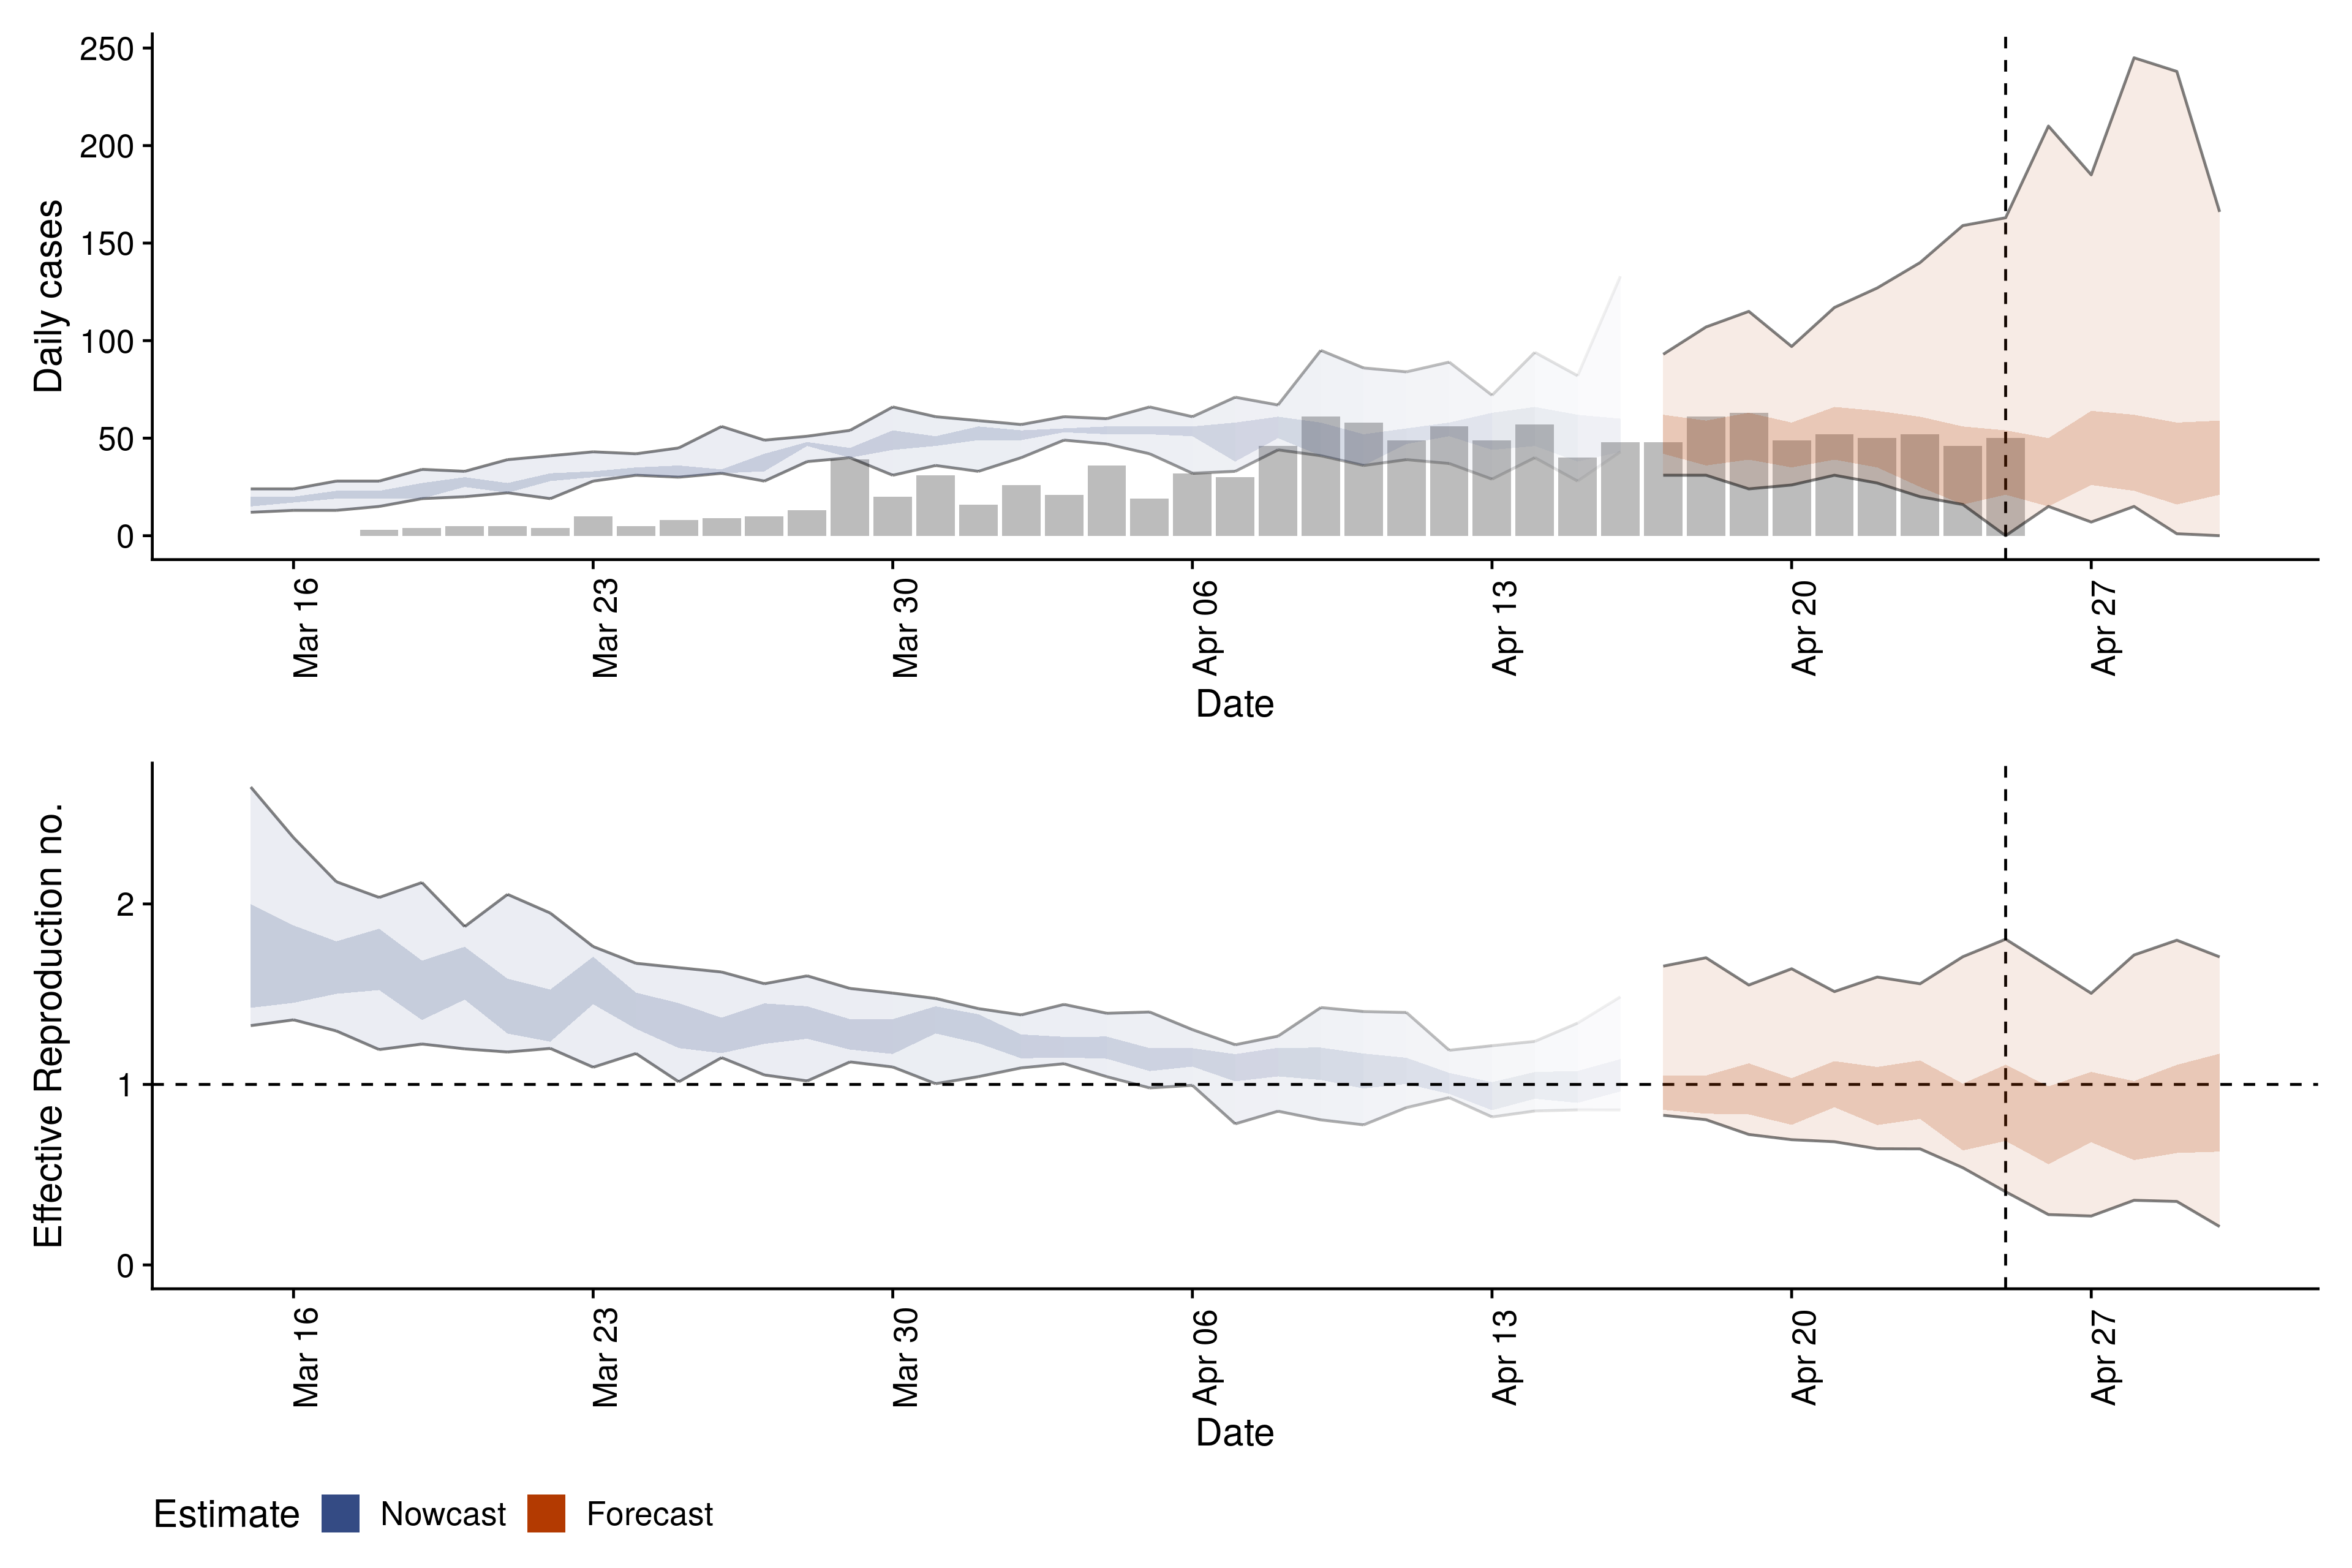 Daily cases
250
200
150
100
50
0
Mar 16
Mar 23
Mar 30
Apr 06
Apr 13
Apr 20
Apr 27
Date
Effective Reproduction no.
2
1
0
Mar 16
Mar 23
Mar 30
Apr 06
Apr 13
Apr 20
Apr 27
Date
Estimate Nowcast Forecast